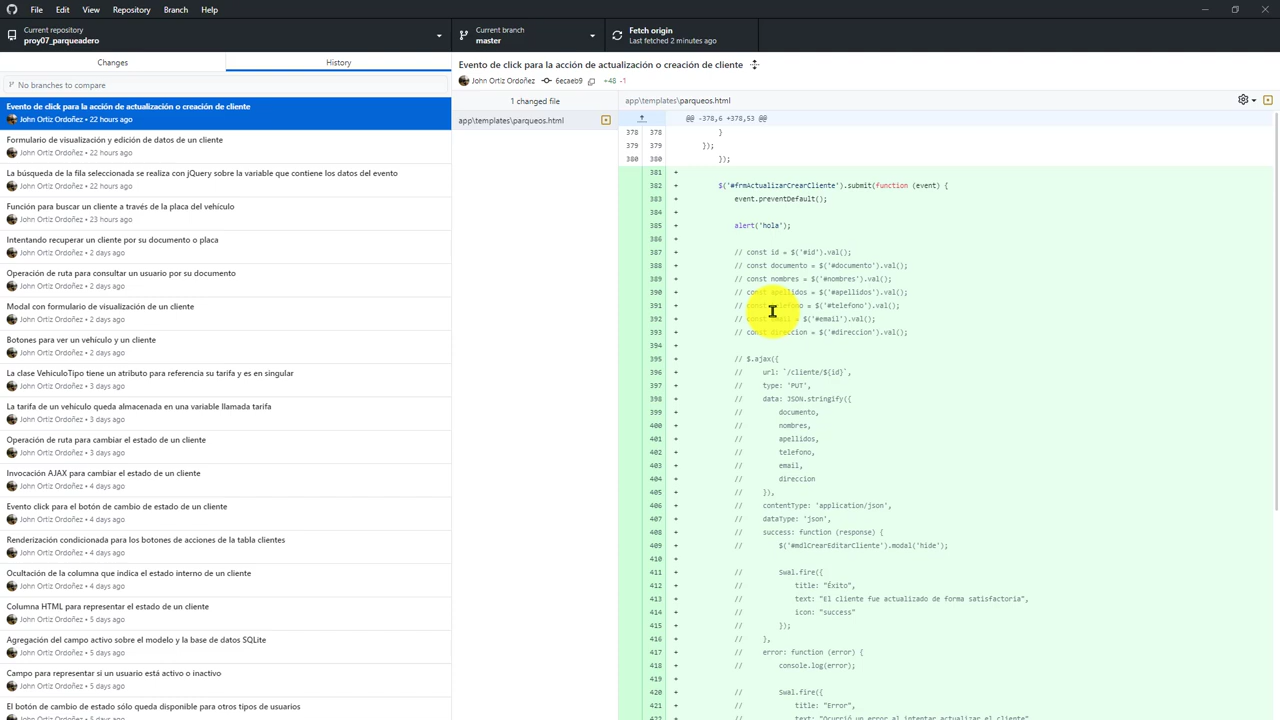 File Edit View Repository Branch Help
Current repository
proy07_parqueadero
Current branch
master
Fetch origin
Last fetched 2 minutes ago
Changes
History
No branches to compare
Evento de click para la acción de actualización o creación de cliente
John Ortiz Ordoñez • 22 hours ago
Formulario de visualización y edición de datos de un cliente
John Ortiz Ordoñez • 22 hours ago
La búsqueda de la fila seleccionada se realiza con jQuery sobre la variable que contiene los datos del evento
John Ortiz Ordoñez • 22 hours ago
Función para buscar un cliente a través de la placa del vehículo
John Ortiz Ordoñez • 23 hours ago
Intentando recuperar un cliente por su documento o placa
John Ortiz Ordoñez • 2 days ago
Operación de ruta para consultar un usuario por su documento
John Ortiz Ordoñez • 2 days ago
Modal con formulario de visualización de un cliente
John Ortiz Ordoñez • 2 days ago
Botones para ver un vehículo y un cliente
John Ortiz Ordoñez • 2 days ago
La clase VehiculoTipo tiene un atributo para referencia su tarifa y es en singular
John Ortiz Ordoñez • 3 days ago
La tarifa de un vehículo queda almacenada en una variable llamada tarifa
John Ortiz Ordoñez • 3 days ago
Operación de ruta para cambiar el estado de un cliente
John Ortiz Ordoñez • 3 days ago
Invocación AJAX para cambiar el estado de un cliente
John Ortiz Ordoñez • 4 days ago
Evento click para el botón de cambio de estado de un cliente
John Ortiz Ordoñez • 4 days ago
Renderización condicionada para los botones de acciones de la tabla clientes
John Ortiz Ordoñez • 4 days ago
Ocultación de la columna que indica el estado interno de un cliente
John Ortiz Ordoñez • 4 days ago
Columna HTML para representar el estado de un cliente
John Ortiz Ordoñez • 5 days ago
Agregación del campo activo sobre el modelo y la base de datos SQLite
John Ortiz Ordoñez • 5 days ago
Campo para representar si un usuario está activo o inactivo
John Ortiz Ordoñez • 5 days ago
El botón de cambio de estado sólo queda disponible para otros tipos de usuarios
John Ortiz Ordoñez • 5 days ago
Evento de click para la acción de actualización o creación de cliente
John Ortiz Ordoñez 6ecaeb9 +48 -1
1 changed file
app\templates\parqueos.html
app\templates\parqueos.html
@@ -378,6 +378,53 @@
378 378 }
379 379 });
380 380 });
381 +
382 + $('#frmActualizarCrearCliente').submit(function (event) {
383 + event.preventDefault();
384 +
385 + alert('hola');
386 +
387 + // const id = $('#id').val();
388 + // const documento = $('#documento').val();
389 + // const nombres = $('#nombres').val();
390 + // const apellidos = $('#apellidos').val();
391 + // const telefono = $('#telefono').val();
392 + // const email = $('#email').val();
393 + // const direccion = $('#direccion').val();
394 +
395 + // $.ajax({
396 + // url: `/cliente/${id}`,
397 + // type: 'PUT',
398 + // data: JSON.stringify({
399 + // documento,
400 + // nombres,
401 + // apellidos,
402 + // telefono,
403 + // email,
404 + // direccion
405 + // }),
406 + // contentType: 'application/json',
407 + // dataType: 'json',
408 + // success: function (response) {
409 + // $('#mdlCrearEditarCliente').modal('hide');
410 +
411 + // Swal.fire({
412 + // title: "Éxito",
413 + // text: "El cliente fue actualizado de forma satisfactoria",
414 + // icon: "success"
415 + // });
416 + // },
417 + // error: function (error) {
418 + // console.log(error);
419 +
420 + // Swal.fire({
421 + // title: "Error",
422 + // text: "Ocurrió un error al intentar actualizar el cliente"